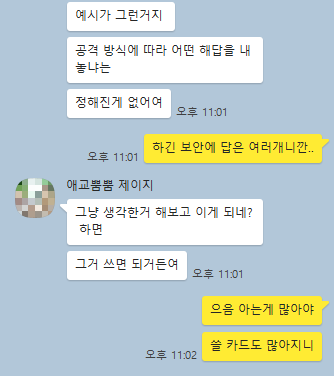 예시가 그런거지
공격 방식에 따라 어떤 해답을 내
놓냐는
정해진게 없어여
오후 11:01
하긴 보안에 답은 여러개니깐..
오후 11:01
애교뿜뿜 제이지
그냥 생각한거 해보고 이게 되네?
하면
그거 쓰면 되거든여
오후 11:01
으음 아는게 많아야
쓸 카드도 많아지니
오후 11:02